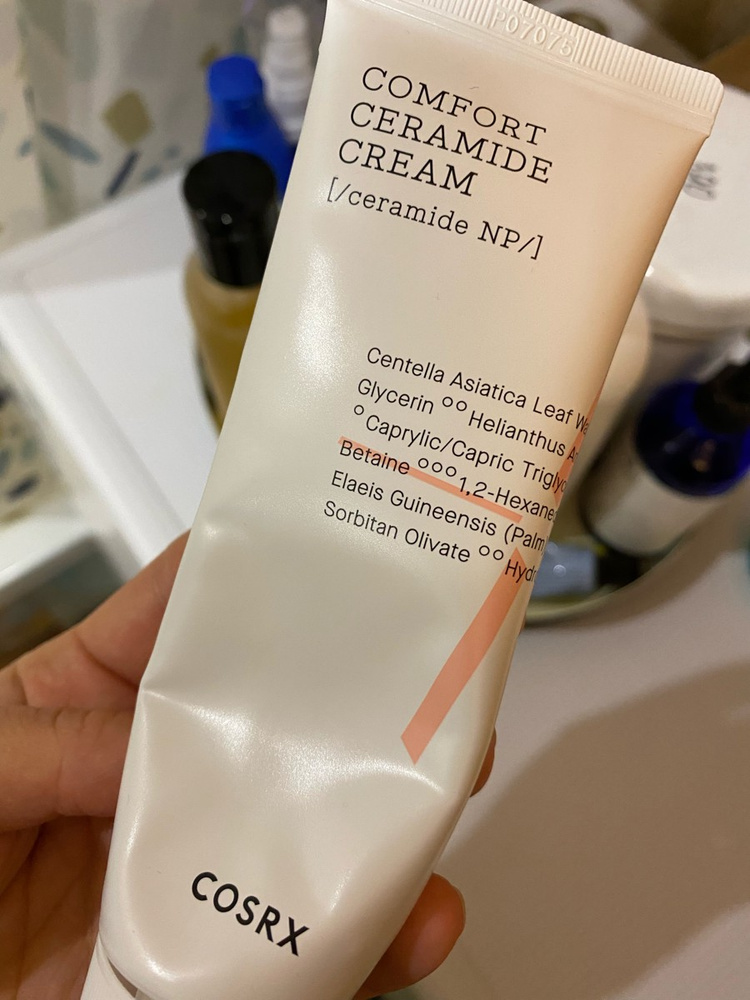 P07075
COMFORT
CERAMIDE
CREAM
[/ceramide NP/]
Centella Asiatica Leaf
Glycerin °° Helianthus
° Caprylic/Capric
Betaine °°° 1,2-Hexane
Elaeis Guineensis (Palm
Sorbitan Olivate °°
COSRX